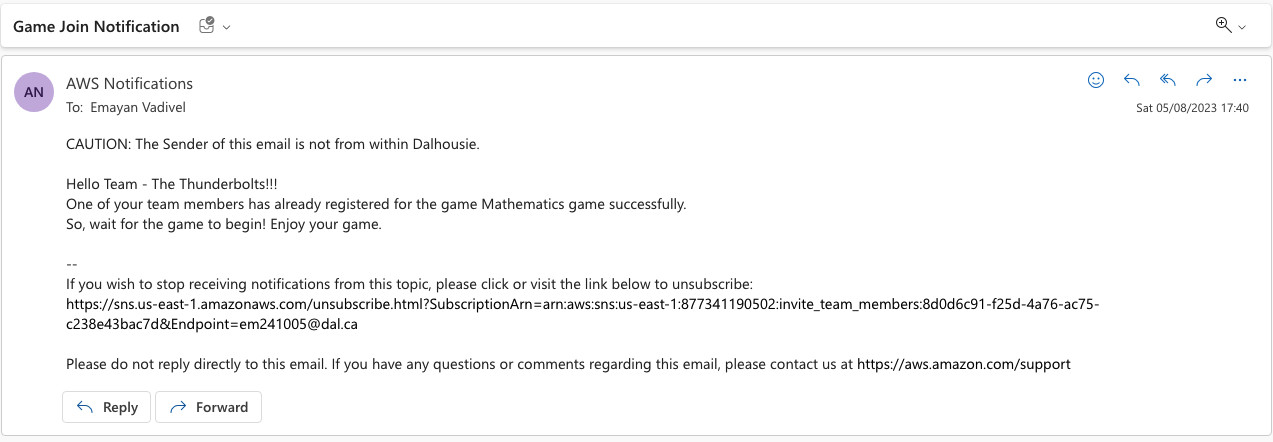 Game Join Notification
AN
AWS Notifications
To: Emayan Vadivel
Sat 05/08/2023 17:40
CAUTION: The Sender of this email is not from within Dalhousie.
Hello Team - The Thunderbolts!!!
One of your team members has already registered for the game Mathematics game successfully.
So, wait for the game to begin! Enjoy your game.
--
If you wish to stop receiving notifications from this topic, please click or visit the link below to unsubscribe:
https://sns.us-east-1.amazonaws.com/unsubscribe.html?SubscriptionArn=arn:aws:sns:us-east-1:877341190502:invite_team_members:8d0d6c91-f25d-4a76-ac75-
c238e43bac7d&Endpoint=em241005@dal.ca
Please do not reply directly to this email. If you have any questions or comments regarding this email, please contact us at https://aws.amazon.com/support
Reply
Forward